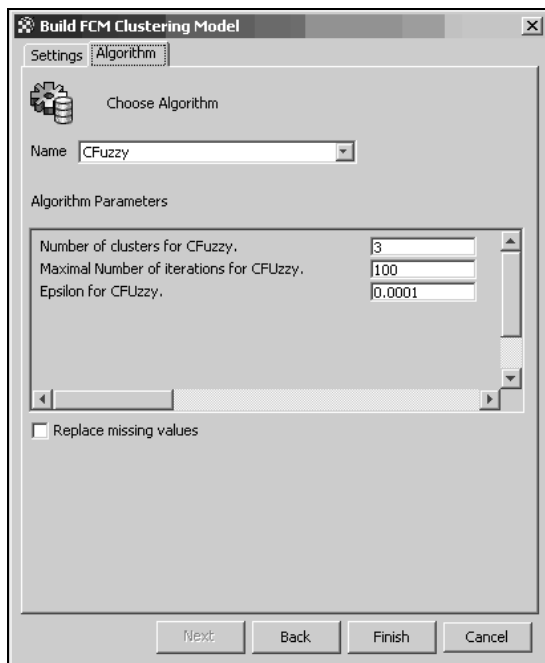 Build FCM Clustering Model
Settings Algorithm
Choose Algorithm
Name CFuzzy
Algorithm Parameters
Number of clusters for CFuzzy. 3
Maximal Number of iterations for CFUzzy. 100
Epsilon for CFUzzy. 0.0001
Replace missing values
Next Back Finish Cancel